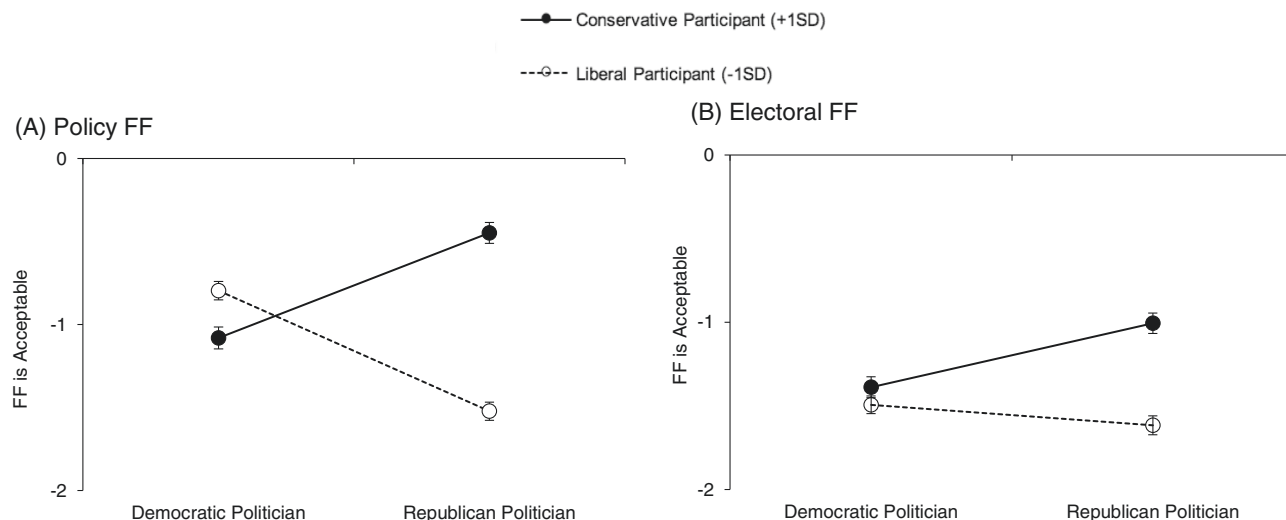 Conservative Participant (+1SD)
Liberal Participant (-1SD)
(A) Policy FF
0
-1
-2
FF is Acceptable
Democratic Politician
Republican Politician
(B) Electoral FF
0
-1
-2
FF is Acceptable
Democratic Politician
Republican Politician